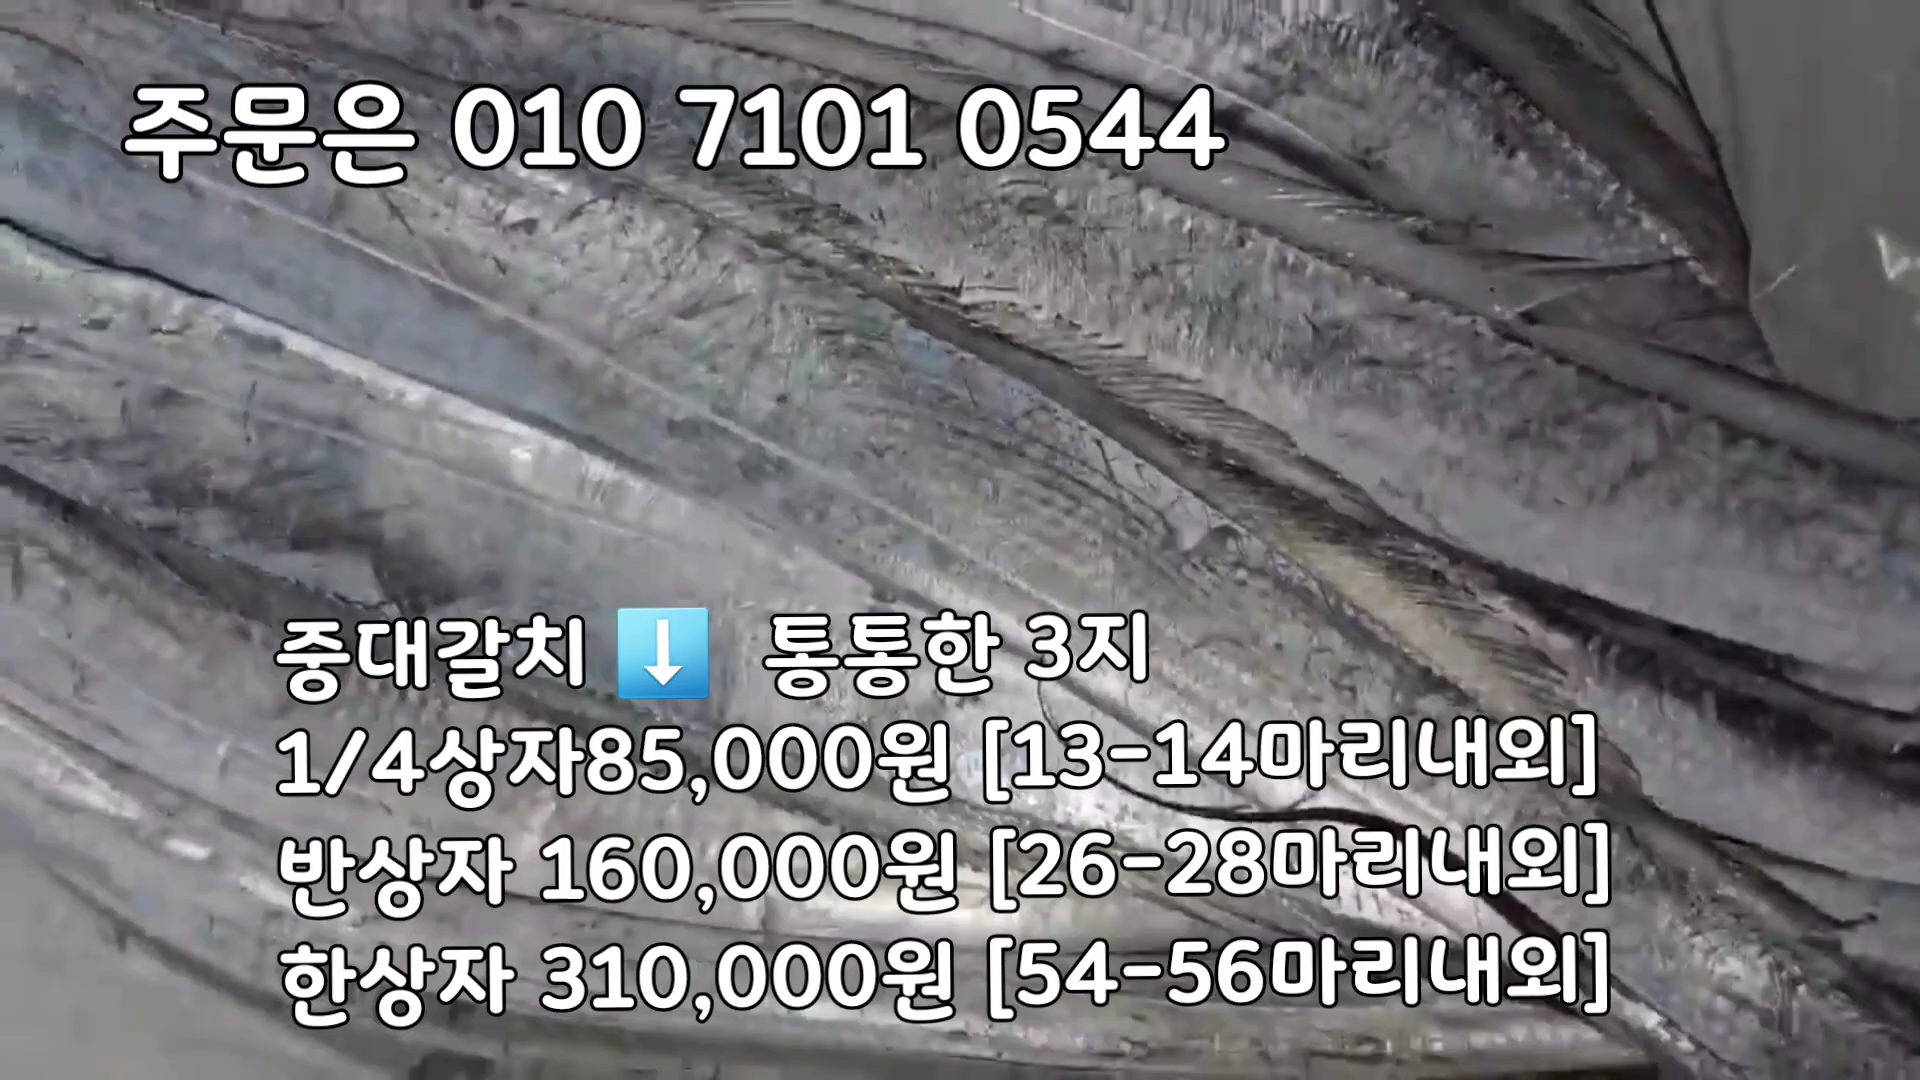 주문은 010 7101 0544
중대갈치 ⬇️ 통통한 3지
1/4상자85,000원 [13-14마리내외]
반상자 160,000원 [26-28마리내외]
한상자 310,000원 [54-56마리내외]